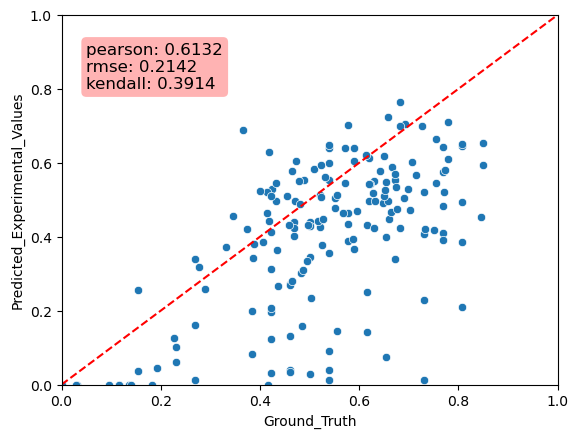 pearson: 0.6132
rmse: 0.2142
kendall: 0.3914
Predicted_Experimental_Values
1.0
0.8
0.6
0.4
0.2
0.0
0.0 0.2 0.4 0.6 0.8 1.0
Ground_Truth